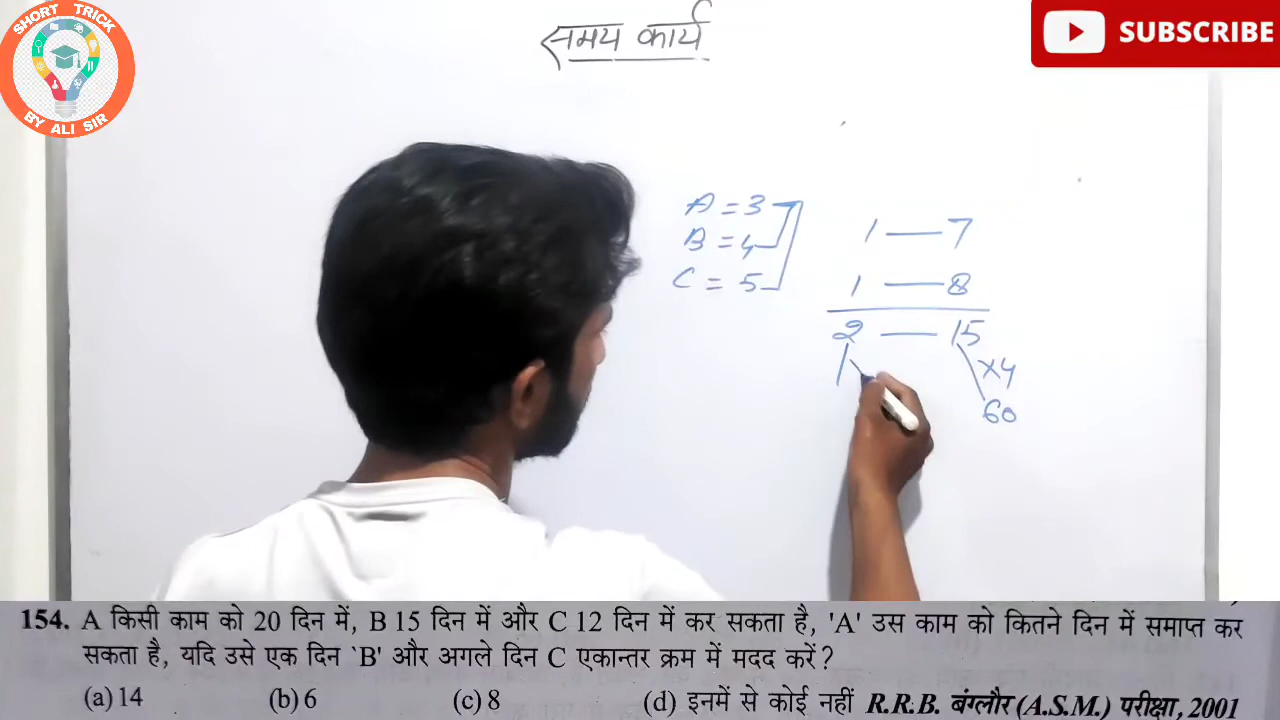 SHORT TRICK
BY ALI SIR
समय कार्य
SUBSCRIBE
A = 3
B = 4
C = 5
1 — 7
1 — 8
2 — 15
×4
60
154. A किसी काम को 20 दिन में, B 15 दिन में और C 12 दिन में कर सकता है, 'A' उस काम को कितने दिन में समाप्त कर
सकता है, यदि उसे एक दिन `B' और अगले दिन C एकान्तर क्रम में मदद करें ?
(a) 14 (b) 6 (c) 8 (d) इनमें से कोई नहीं R.R.B. बंग्लौर (A.S.M.) परीक्षा, 2001